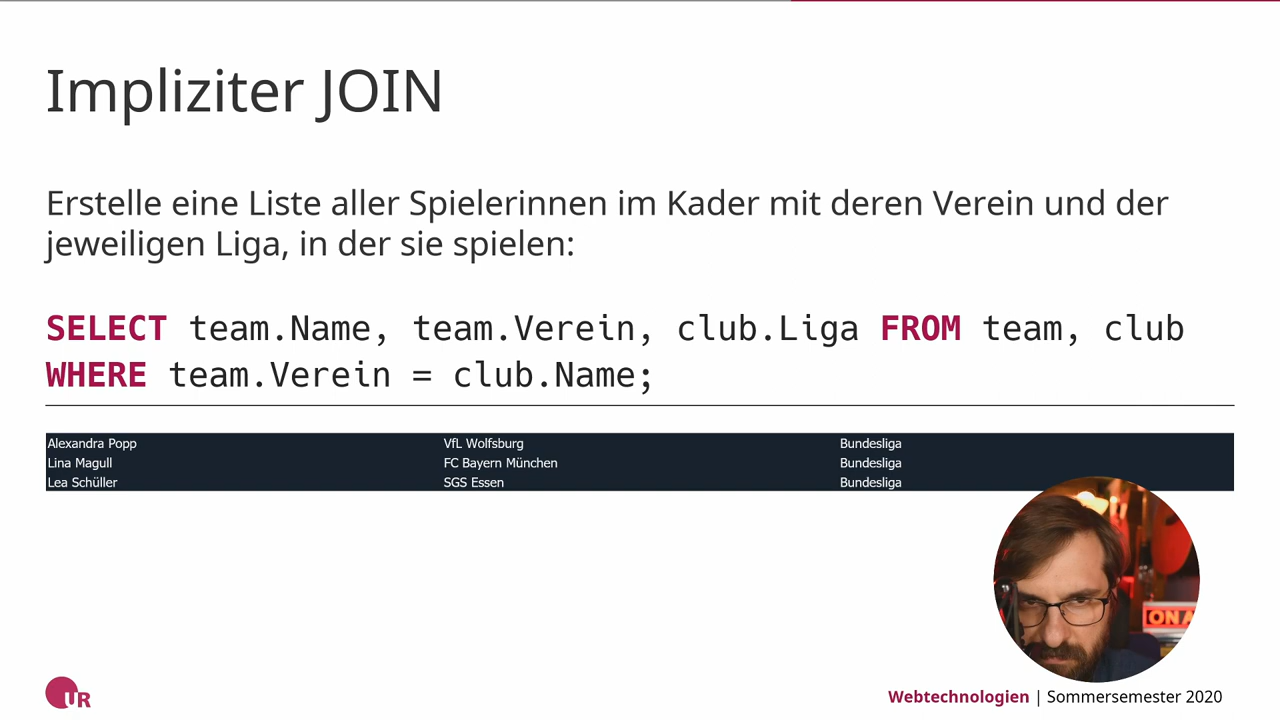 Impliziter JOIN
Erstelle eine Liste aller Spielerinnen im Kader mit deren Verein und der
jeweiligen Liga, in der sie spielen:
SELECT team.Name, team.Verein, club.Liga FROM team, club
WHERE team.Verein = club.Name;
Alexandra Popp VfL Wolfsburg Bundesliga
Lina Magull FC Bayern München Bundesliga
Lea Schüller SGS Essen Bundesliga
ON A
UR
Webtechnologien | Sommersemester 2020